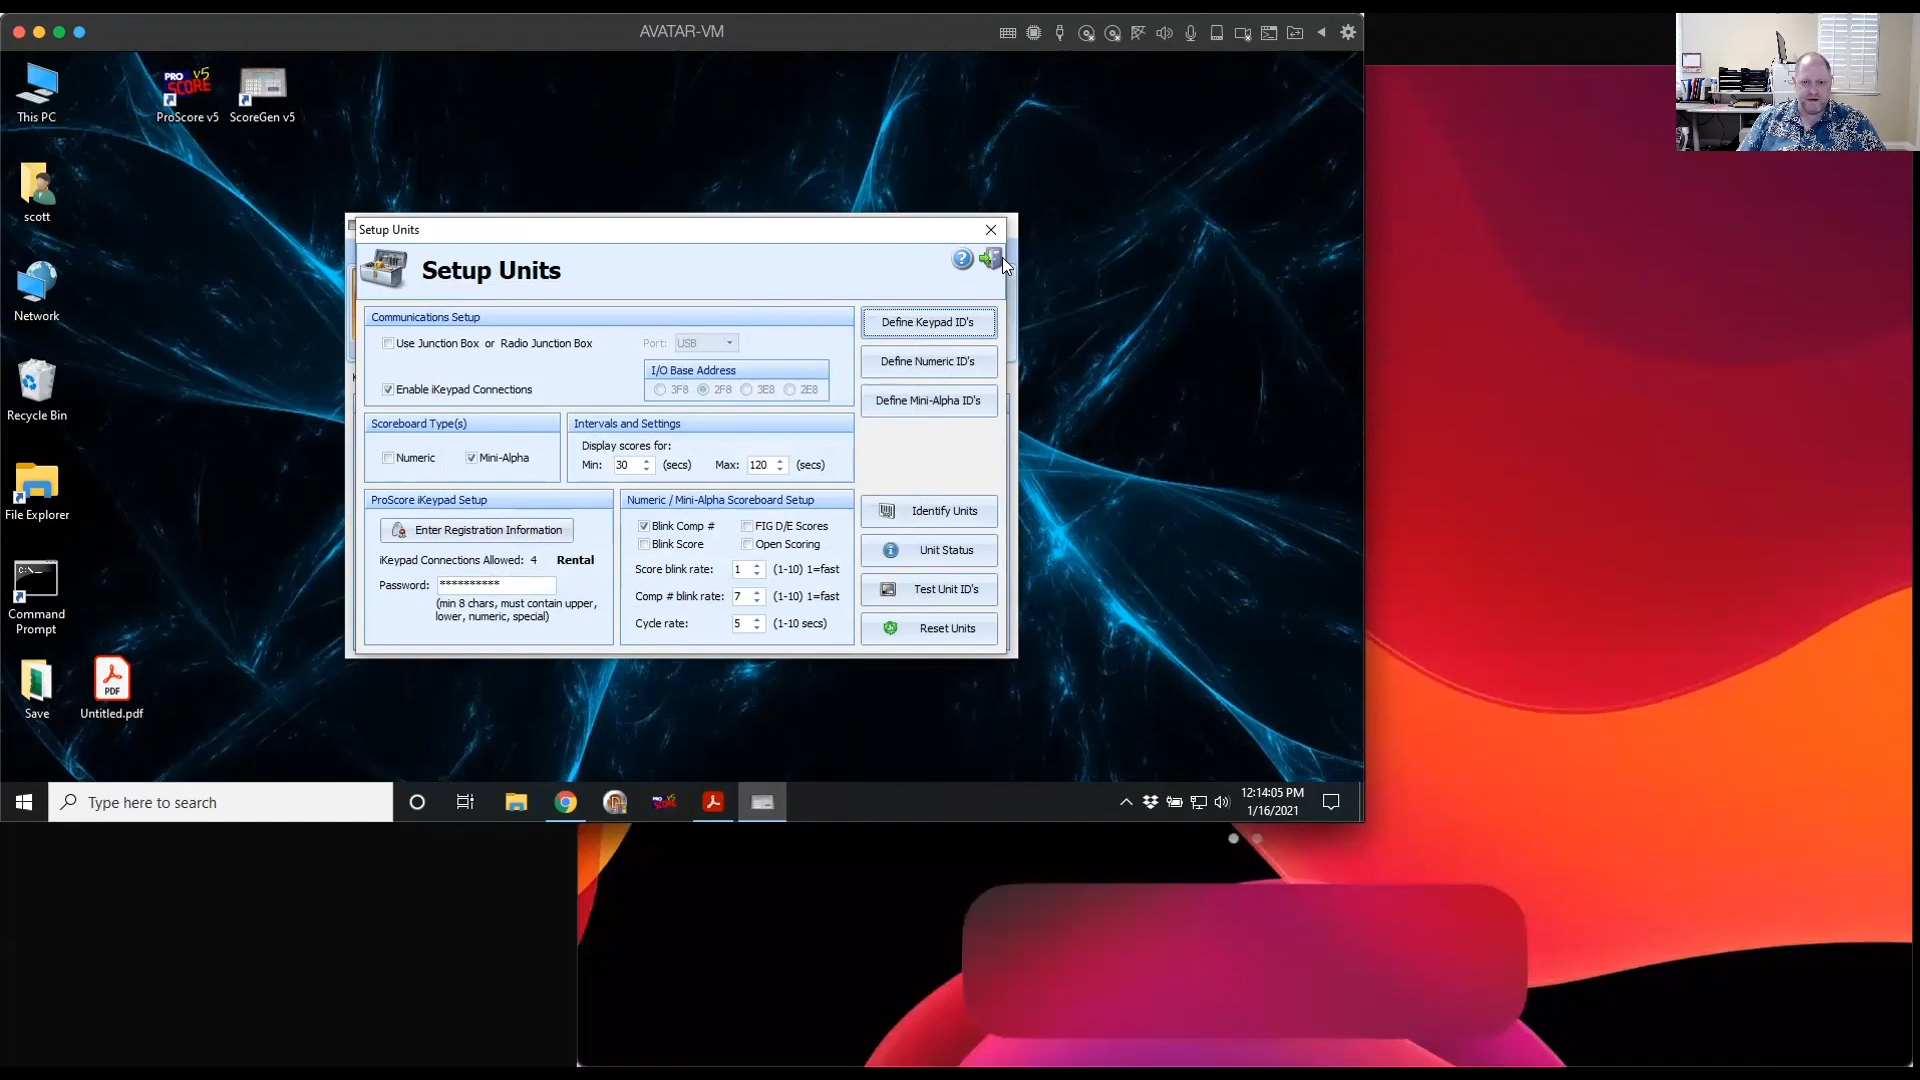 AVATAR-VM
This PC
PRO SCORE v5
ProScore v5
ScoreGen v5
scott
Network
Recycle Bin
File Explorer
C:\>_
Command Prompt
Save
PDF
Untitled.pdf
Setup Units
Setup Units
Communications Setup
Use Junction Box or Radio Junction Box
Port: USB
I/O Base Address
3F8 2F8 3E8 2E8
Enable iKeypad Connections
Scoreboard Type(s)
Numeric Mini-Alpha
Intervals and Settings
Display scores for:
Min: 30 (secs) Max: 120 (secs)
ProScore iKeypad Setup
Enter Registration Information
iKeypad Connections Allowed: 4 Rental
Password: **********
(min 8 chars, must contain upper,
lower, numeric, special)
Numeric / Mini-Alpha Scoreboard Setup
Blink Comp # FIG D/E Scores
Blink Score Open Scoring
Score blink rate: 1 (1-10) 1=fast
Comp # blink rate: 7 (1-10) 1=fast
Cycle rate: 5 (1-10 secs)
Define Keypad ID's
Define Numeric ID's
Define Mini-Alpha ID's
Identify Units
Unit Status
Test Unit ID's
Reset Units
Type here to search
12:14:05 PM
1/16/2021